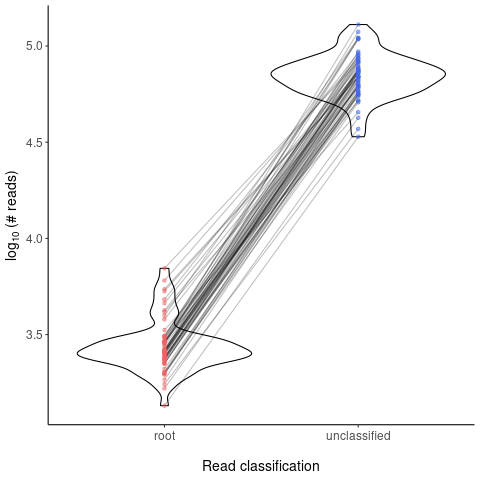 log₁₀ (# reads)
5.0
4.5
4.0
3.5
root unclassified
Read classification